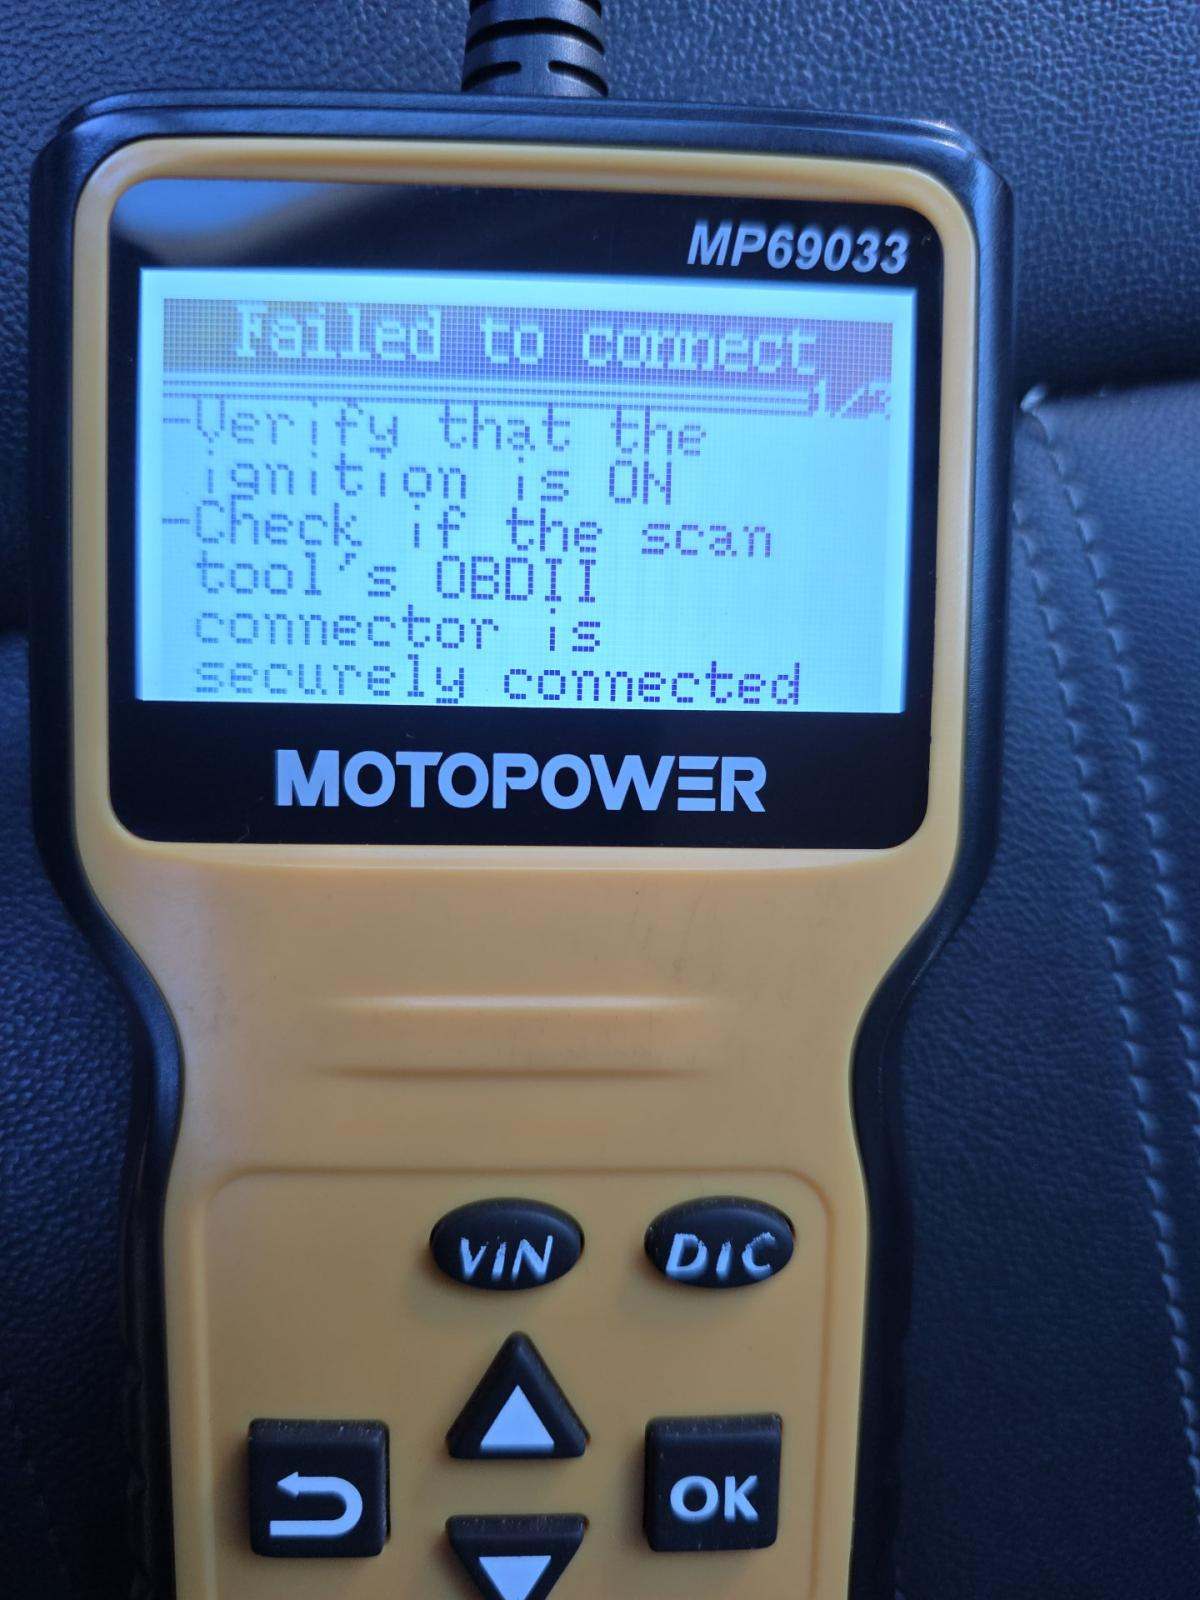 MP69033
Failed to connect
-Verify that the
ignition is ON
-Check if the scan
tool's OBDII
connector is
securely connected
MOTOPOWER
VIN
DIC
OK